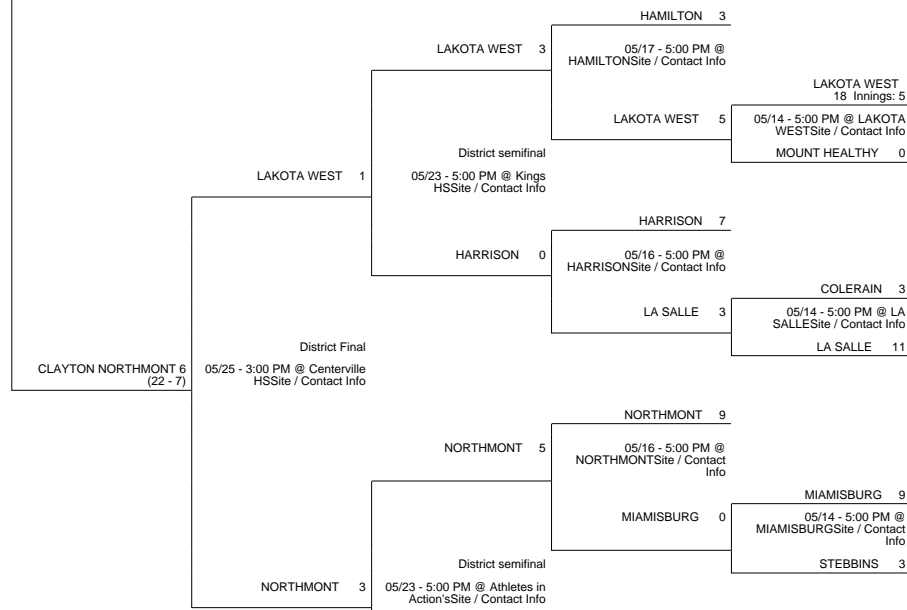 HAMILTON 3
LAKOTA WEST 3
05/17 - 5:00 PM @
HAMILTONSite / Contact Info
LAKOTA WEST
18 Innings: 5
LAKOTA WEST 5
05/14 - 5:00 PM @ LAKOTA
WESTSite / Contact Info
MOUNT HEALTHY 0
District semifinal
LAKOTA WEST 1
05/23 - 5:00 PM @ Kings
HSSite / Contact Info
HARRISON 7
HARRISON 0
05/16 - 5:00 PM @
HARRISONSite / Contact Info
COLERAIN 3
LA SALLE 3
05/14 - 5:00 PM @ LA
SALLESite / Contact Info
LA SALLE 11
District Final
CLAYTON NORTHMONT 6
(22 - 7)
05/25 - 3:00 PM @ Centerville
HSSite / Contact Info
NORTHMONT 9
NORTHMONT 5
05/16 - 5:00 PM @
NORTHMONTSite / Contact
Info
MIAMISBURG 9
MIAMISBURG 0
05/14 - 5:00 PM @
MIAMISBURGSite / Contact
Info
STEBBINS 3
District semifinal
NORTHMONT 3
05/23 - 5:00 PM @ Athletes in
Action'sSite / Contact Info